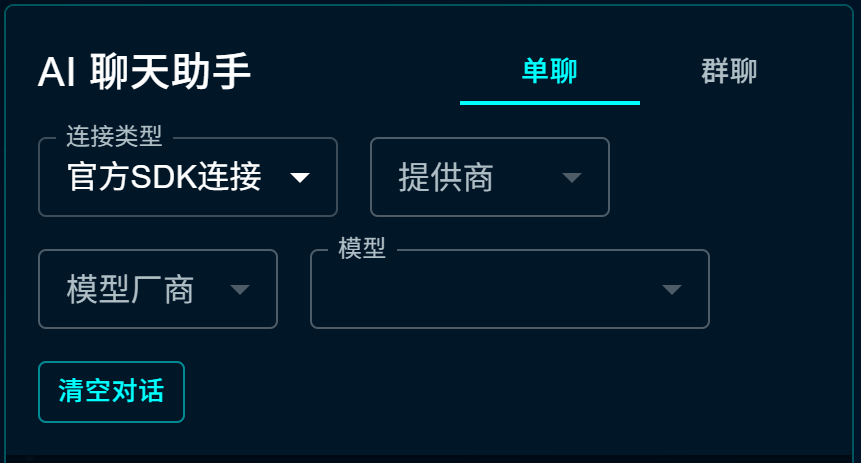 AI 聊天助手
单聊
群聊
连接类型
官方SDK连接
提供商
模型厂商
模型
清空对话